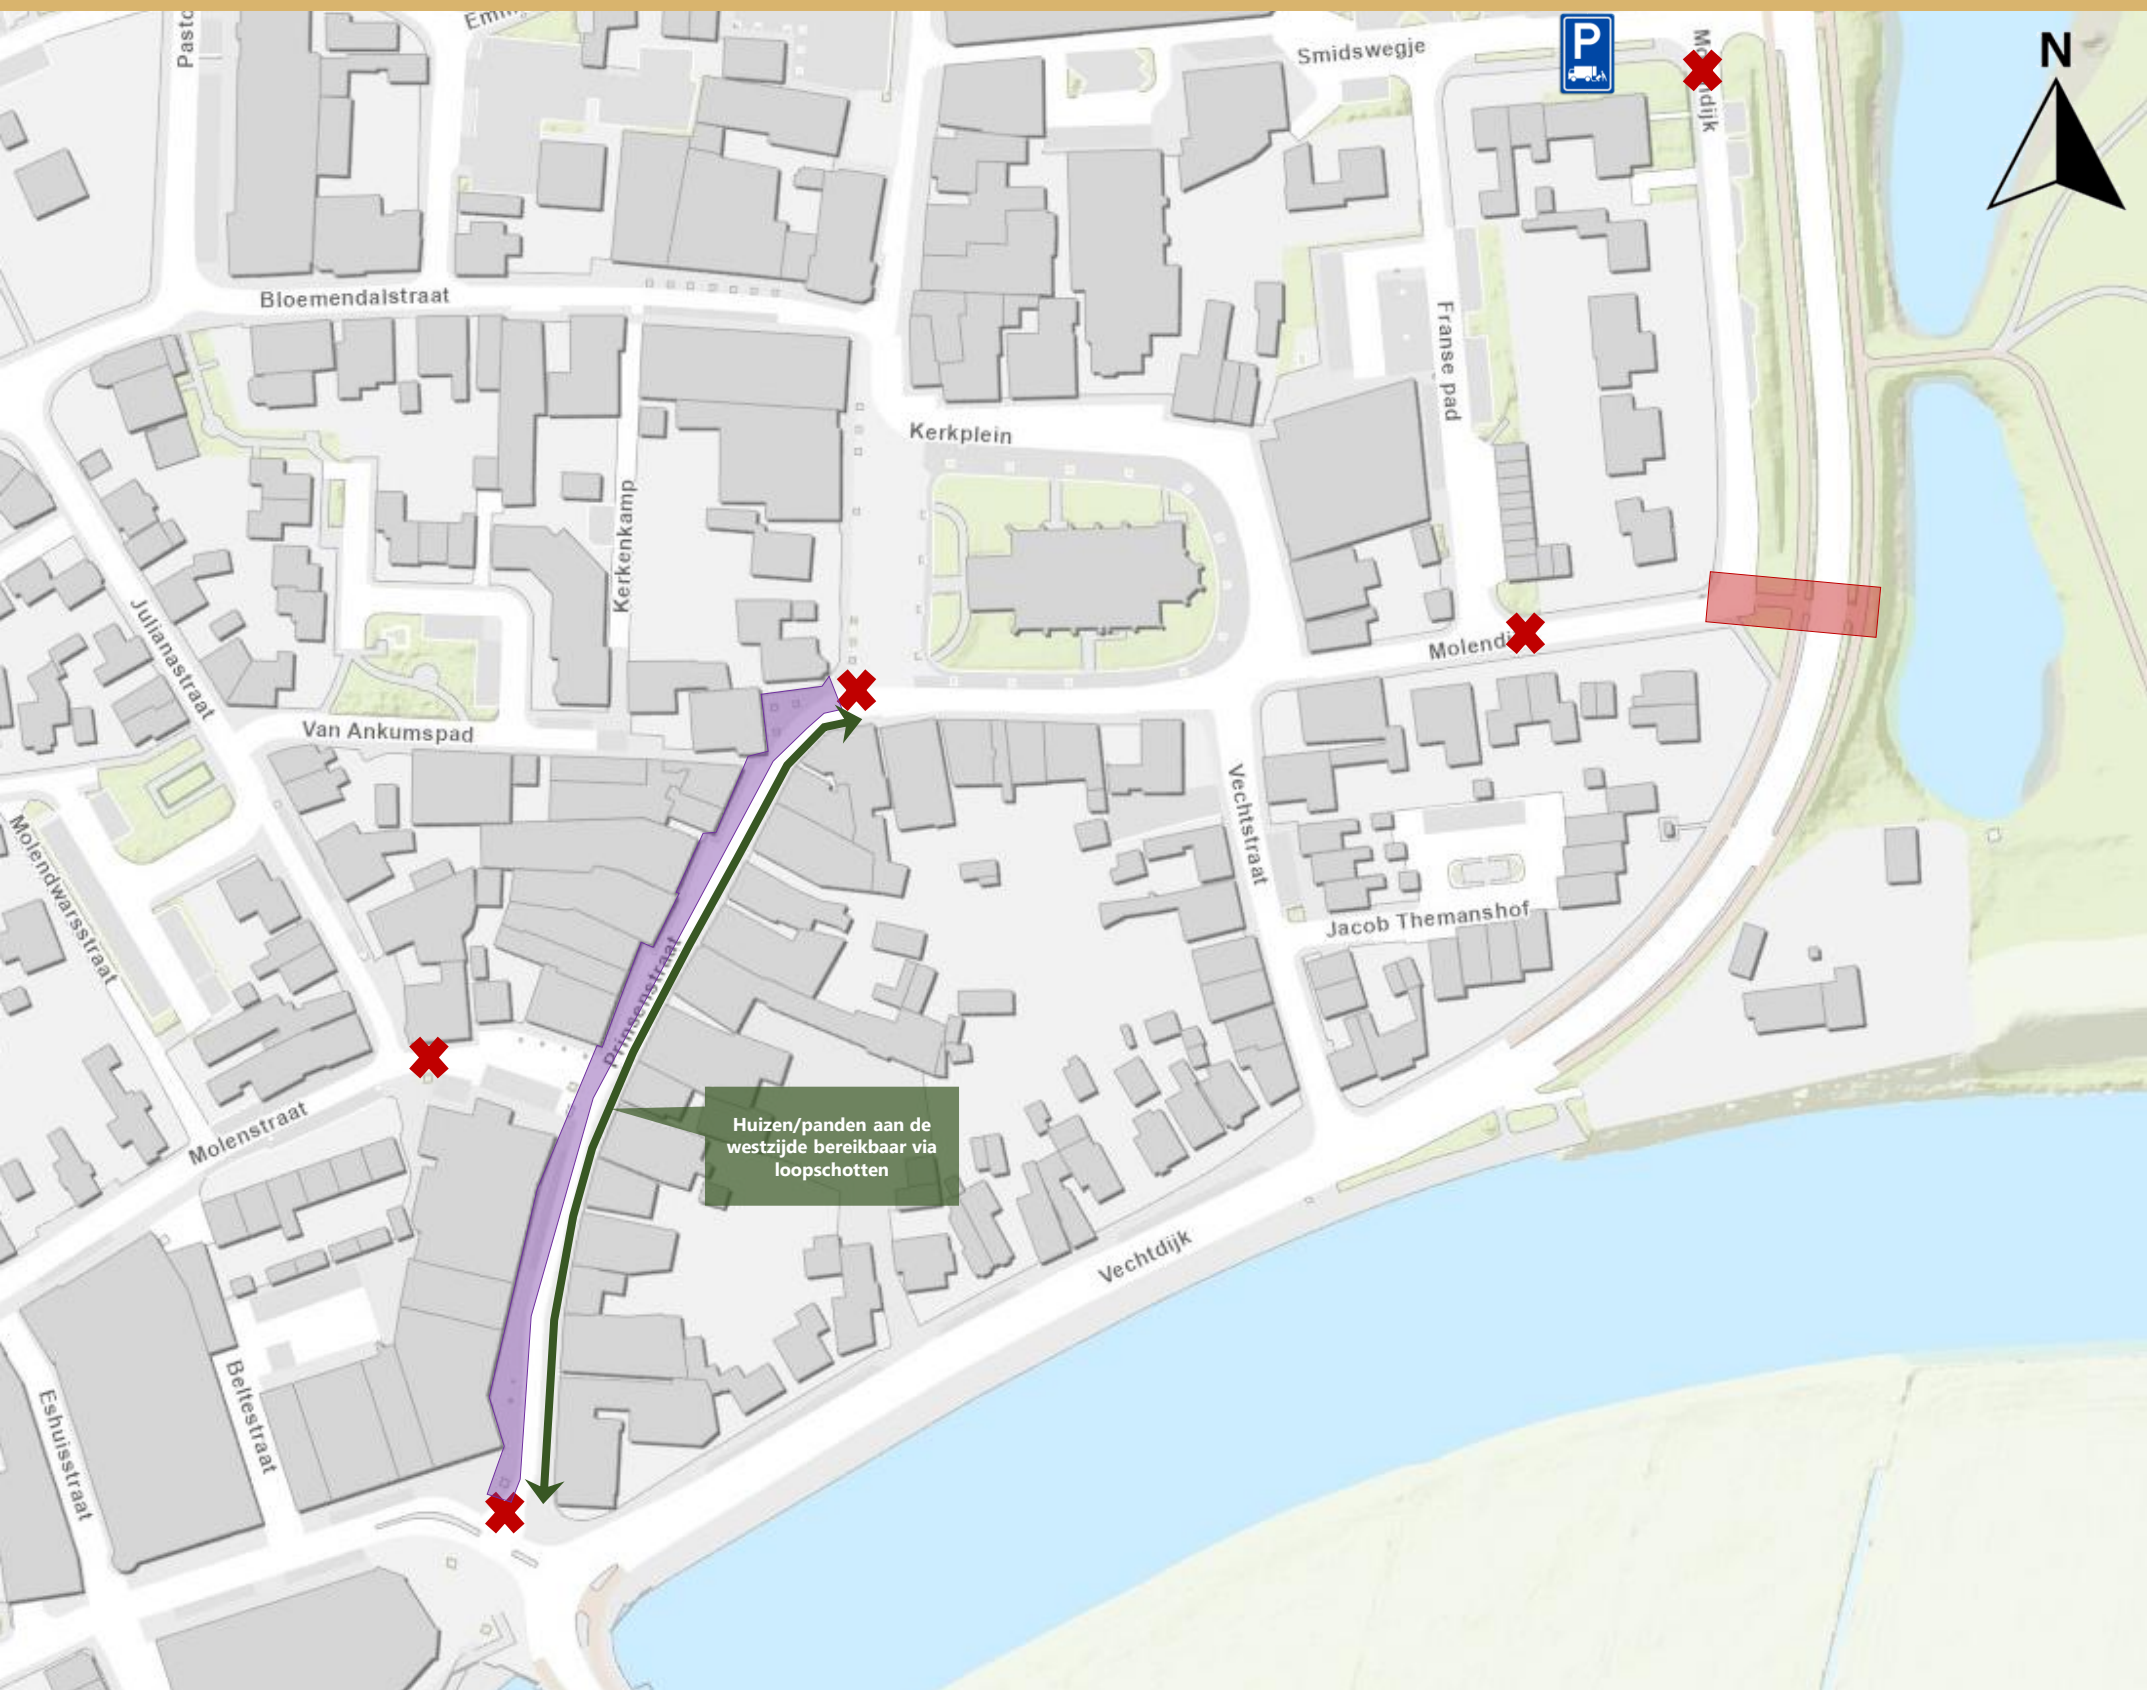 Smidswegje
P
N
Bloemendalstraat
Franse pad
Kerkplein
Kerkenkamp
Julianastraat
Van Ankumspad
Vechtstraat
Molendwarsstraat
Jacob Themanshof
Prinsenstraat
Molenstraat
Huizen/panden aan de
westzijde bereikbaar via
loopschotten
Vechtdijk
Beltestraat
Eshuisstraat